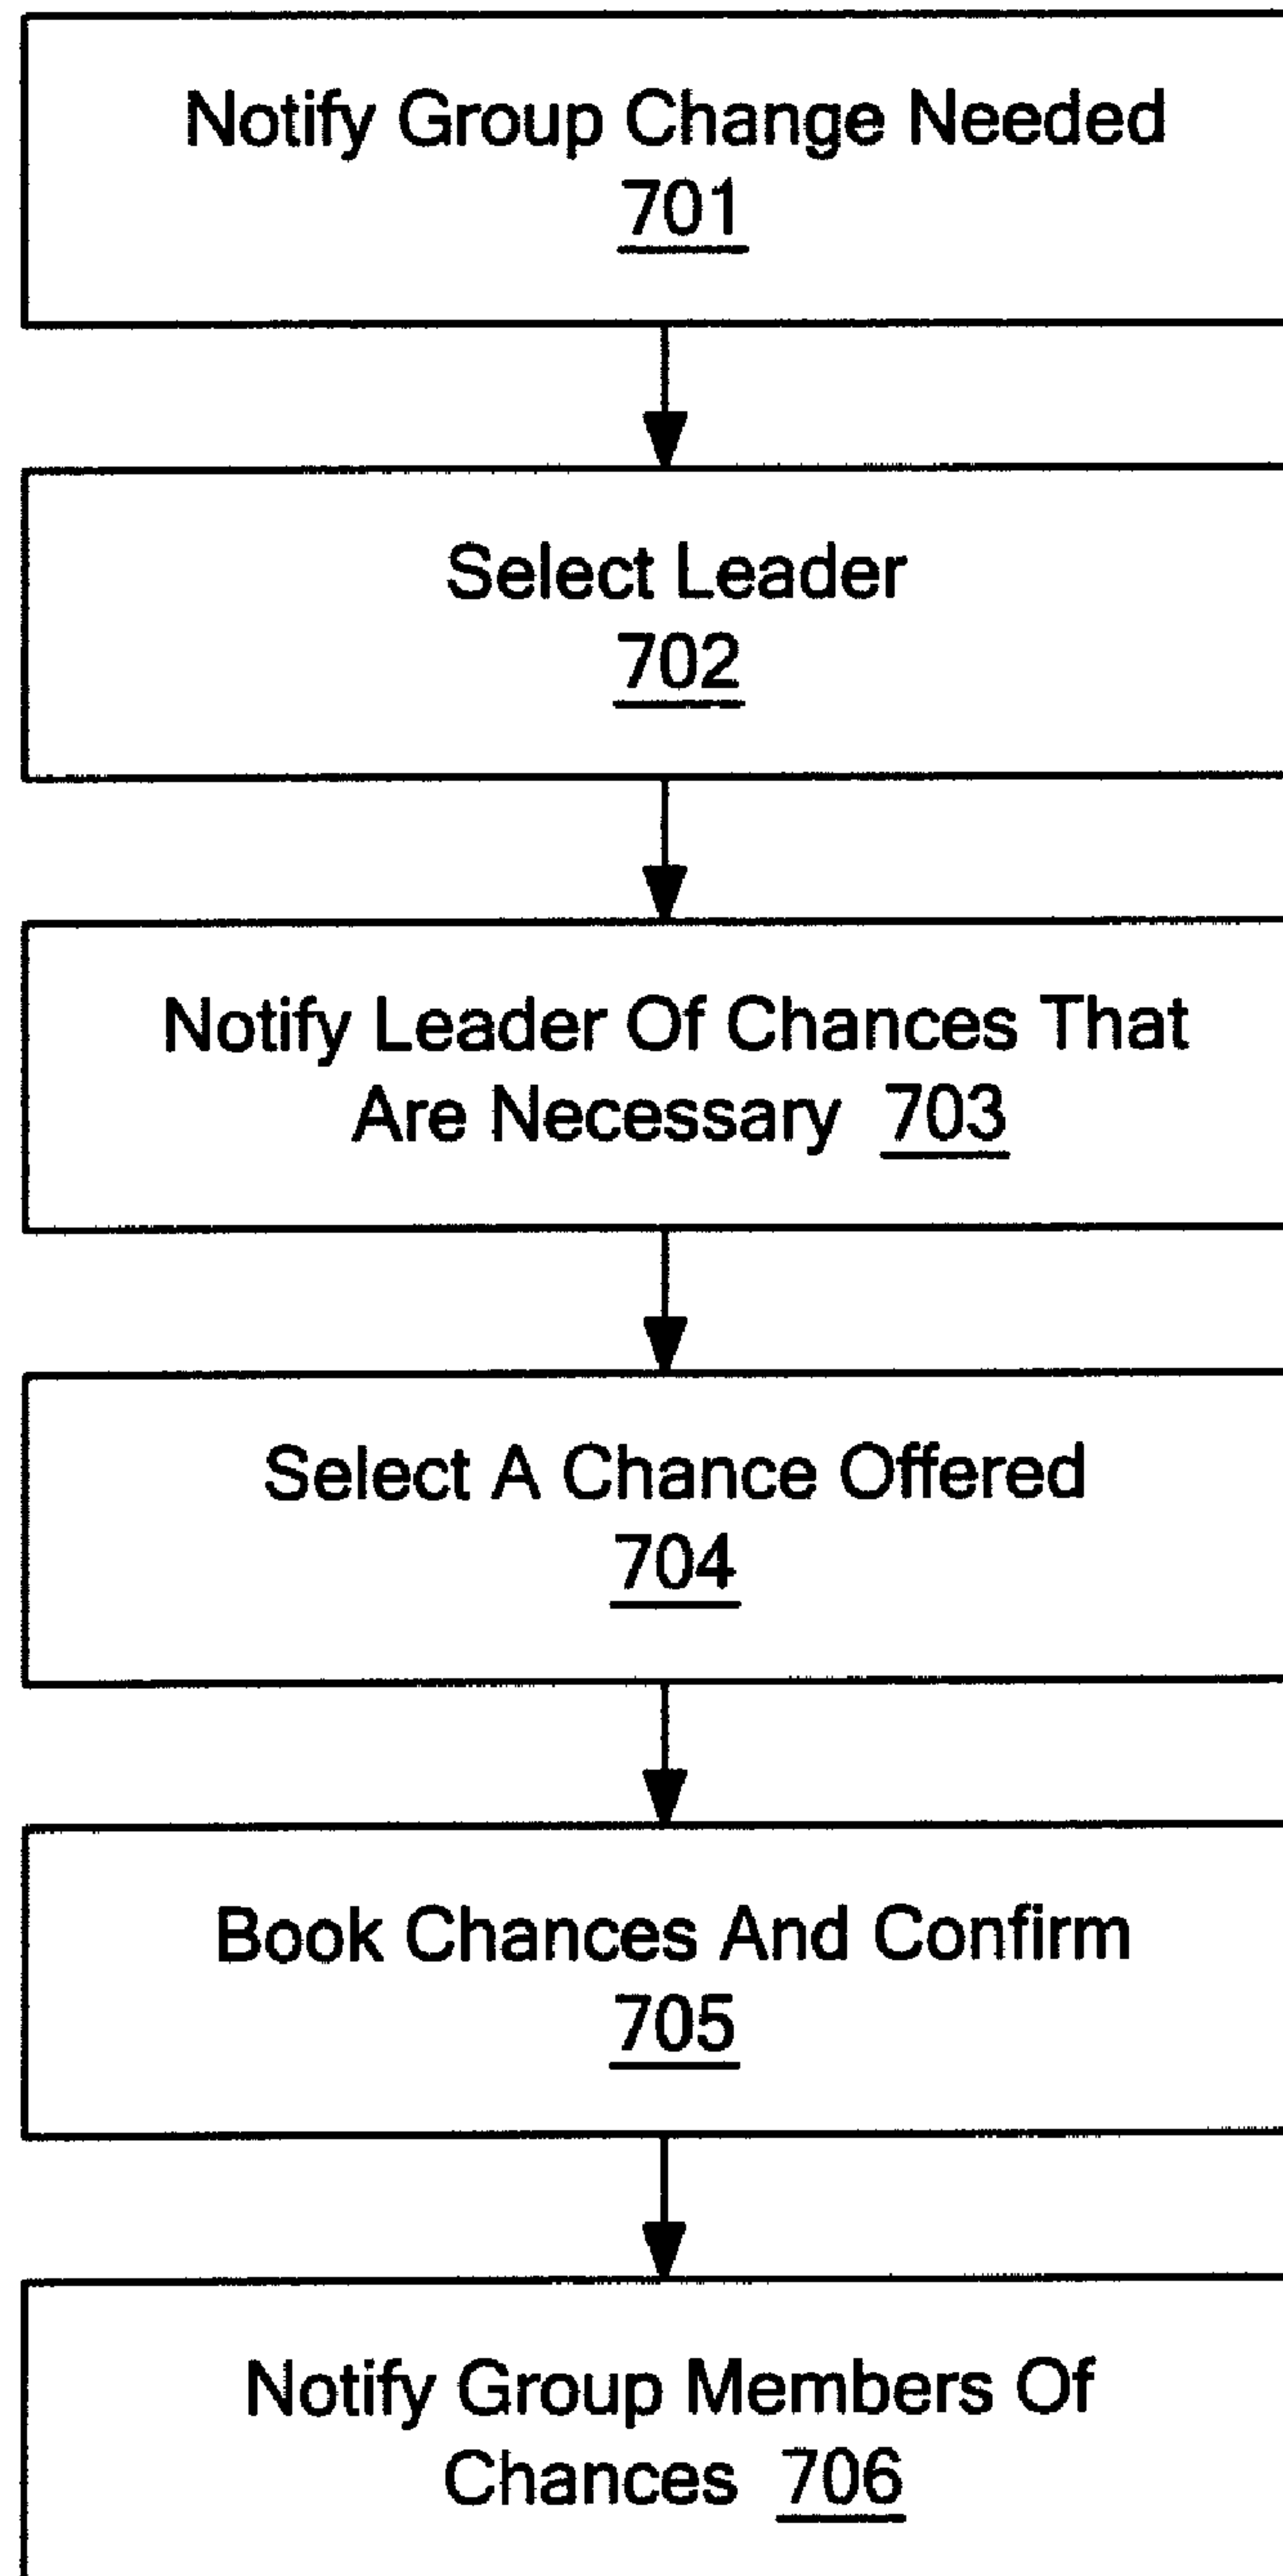 Notify Group Change Needed
701
Select Leader
702
Notify Leader Of Chances That
Are Necessary 703
Select A Chance Offered
704
Book Chances And Confirm
705
Notify Group Members Of
Chances 706